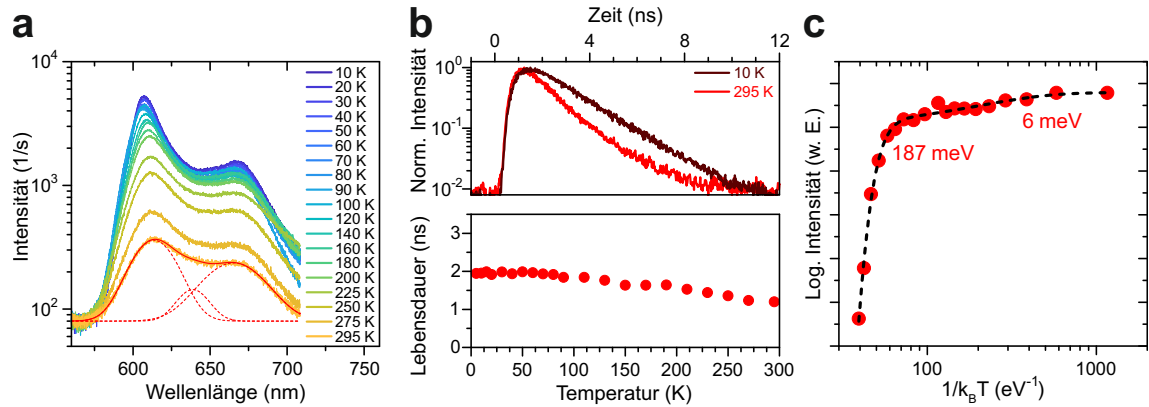 a
Intensität (1/s)
10⁴
10³
10²
600
650
700
750
Wellenlänge (nm)
10 K
20 K
30 K
40 K
50 K
60 K
70 K
80 K
90 K
100 K
120 K
140 K
160 K
180 K
200 K
225 K
250 K
275 K
295 K
b
Zeit (ns)
0
4
8
12
Norm. Intensität
10⁰
10⁻¹
10⁻²
10 K
295 K
Lebensdauer (ns)
3
2
1
0
0
50
100
150
200
250
300
Temperatur (K)
c
Log. Intensität (w. E.)
187 meV
6 meV
100
1000
1/k_BT (eV⁻¹)